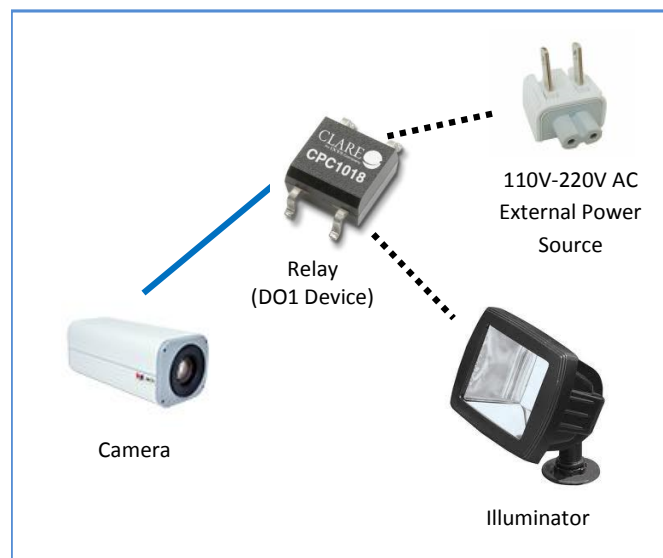 CLARE
CPC1018
110V-220V AC
External Power
Source
Relay
(DO1 Device)
Camera
Illuminator